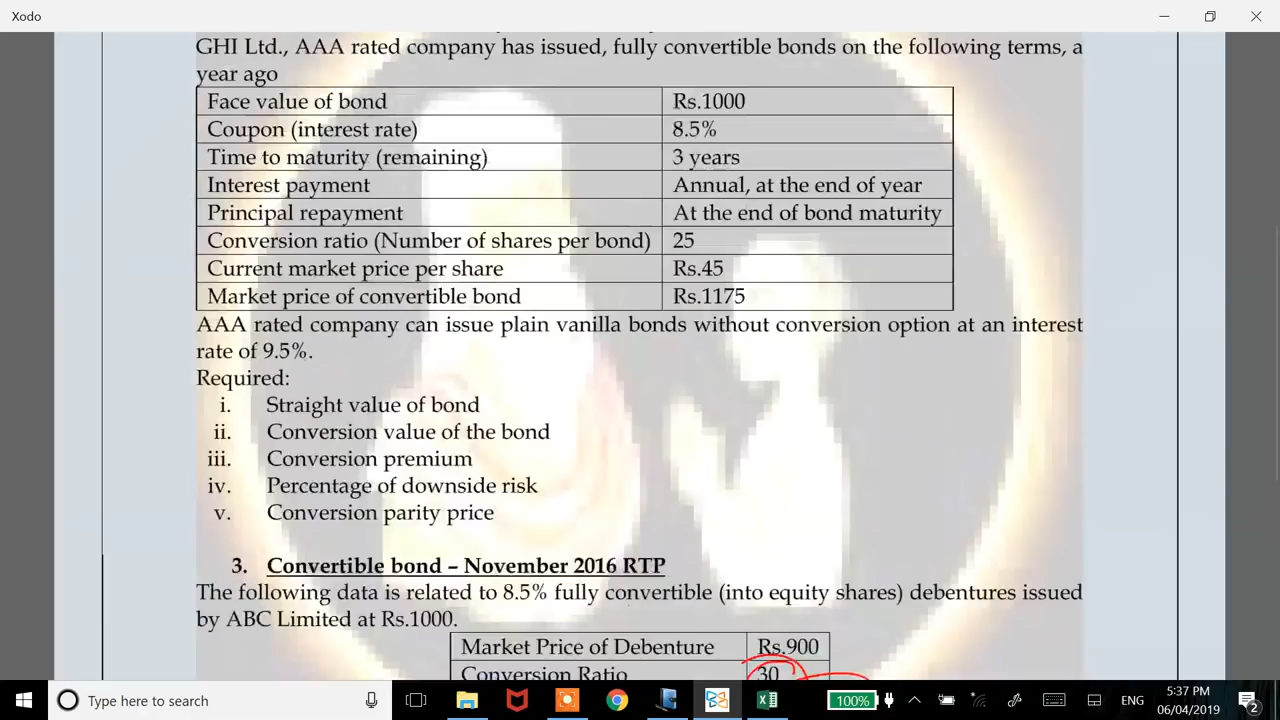 Xodo
GHI Ltd., AAA rated company has issued, fully convertible bonds on the following terms, a
year ago
Face value of bond Rs.1000
Coupon (interest rate) 8.5%
Time to maturity (remaining) 3 years
Interest payment Annual, at the end of year
Principal repayment At the end of bond maturity
Conversion ratio (Number of shares per bond) 25
Current market price per share Rs.45
Market price of convertible bond Rs.1175
AAA rated company can issue plain vanilla bonds without conversion option at an interest
rate of 9.5%.
Required:
i. Straight value of bond
ii. Conversion value of the bond
iii. Conversion premium
iv. Percentage of downside risk
v. Conversion parity price
3. Convertible bond – November 2016 RTP
The following data is related to 8.5% fully convertible (into equity shares) debentures issued
by ABC Limited at Rs.1000.
Market Price of Debenture Rs.900
Conversion Ratio 30
Type here to search
100%
ENG
5:37 PM
06/04/2019
2